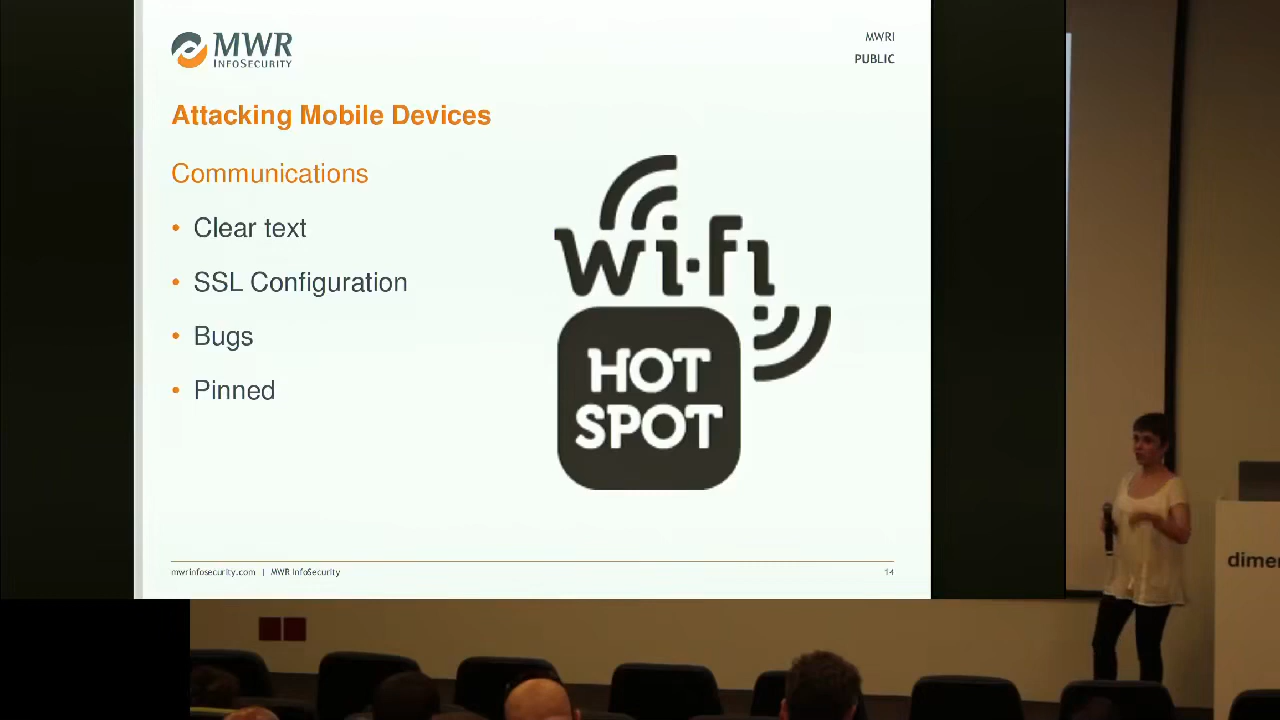 MWR
INFOSECURITY
MWRI
PUBLIC
Attacking Mobile Devices
Communications
• Clear text
• SSL Configuration
• Bugs
• Pinned
wi-fi
HOT
SPOT
mwrinfosecurity.com | MWR InfoSecurity
14
dime